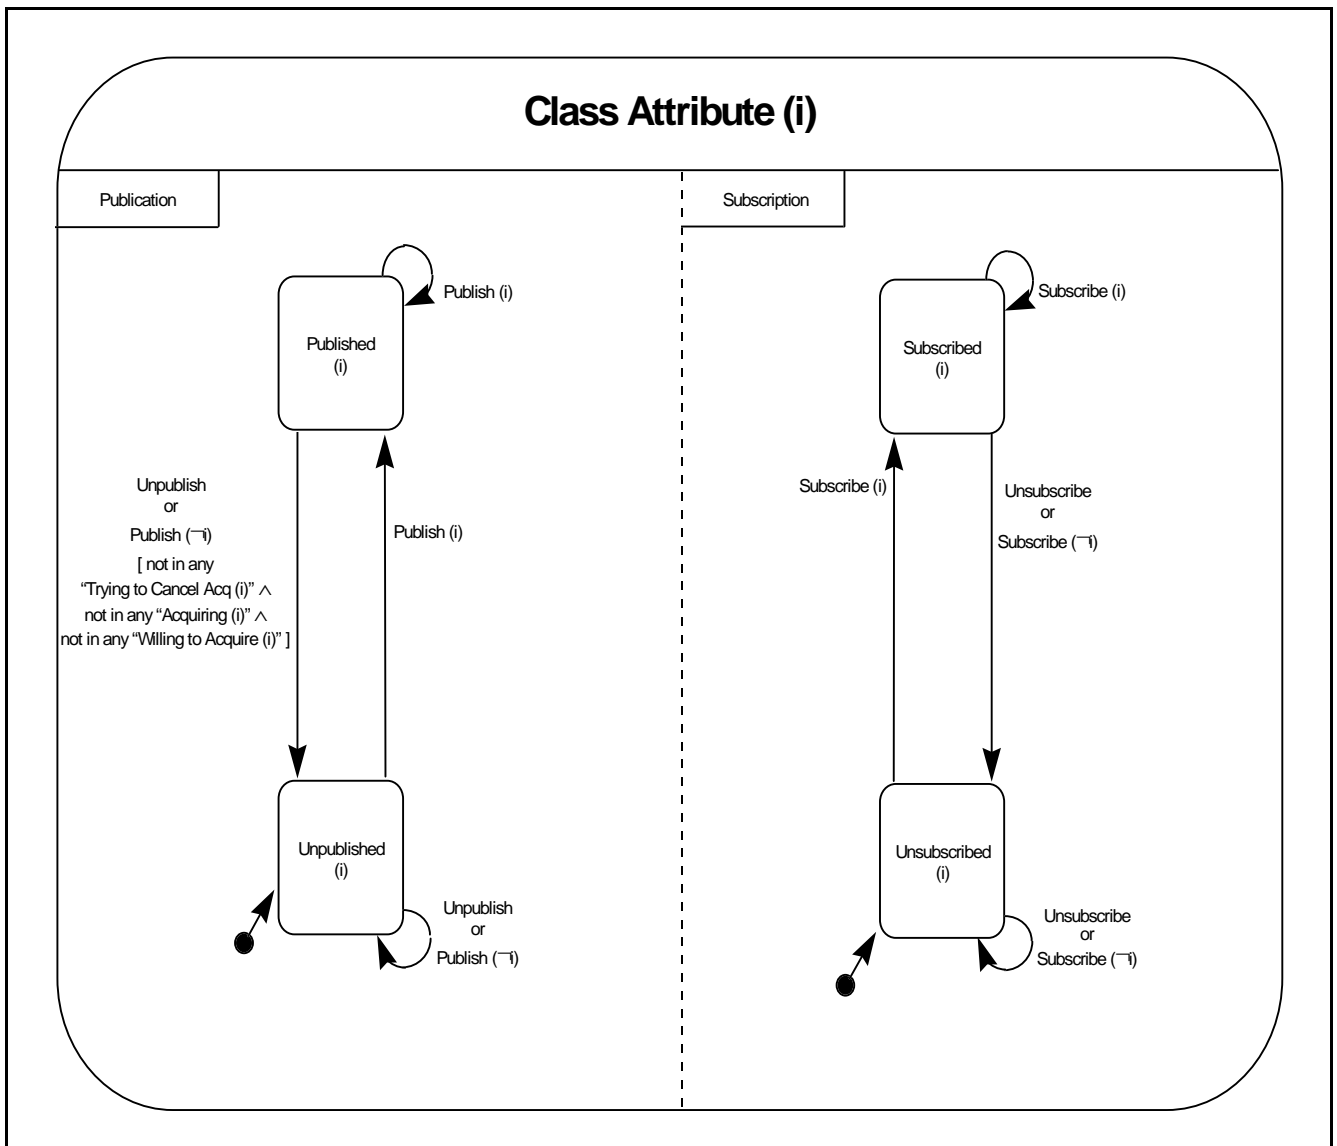 Class Attribute (i)
Publication
Subscription
Publish (i)
Published
(i)
Unpublish
or
Publish (¬i)
[ not in any
“Trying to Cancel Acq (i)” ∧
not in any “Acquiring (i)” ∧
not in any “Willing to Acquire (i)” ]
Publish (i)
Unpublished
(i)
Unpublish
or
Publish (¬i)
Subscribe (i)
Subscribed
(i)
Subscribe (i)
Unsubscribe
or
Subscribe (¬i)
Unsubscribed
(i)
Unsubscribe
or
Subscribe (¬i)